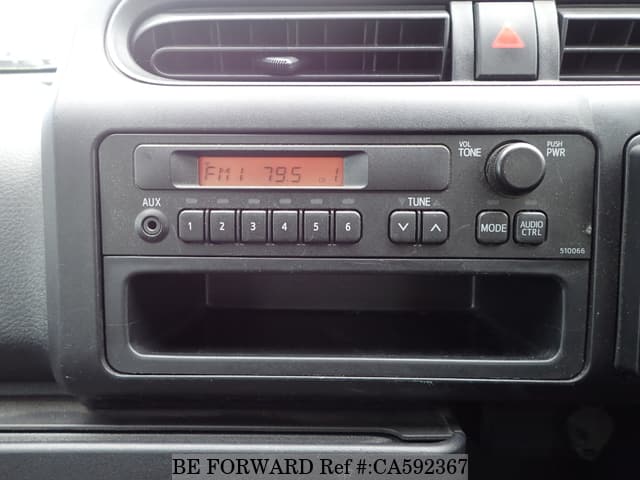 VOL PUSH
TONE PWR
FM1 79.5 CH 1
AUX TUNE
1 2 3 4 5 6 MODE AUDIO CTRL
510066
BE FORWARD Ref #:CA592367